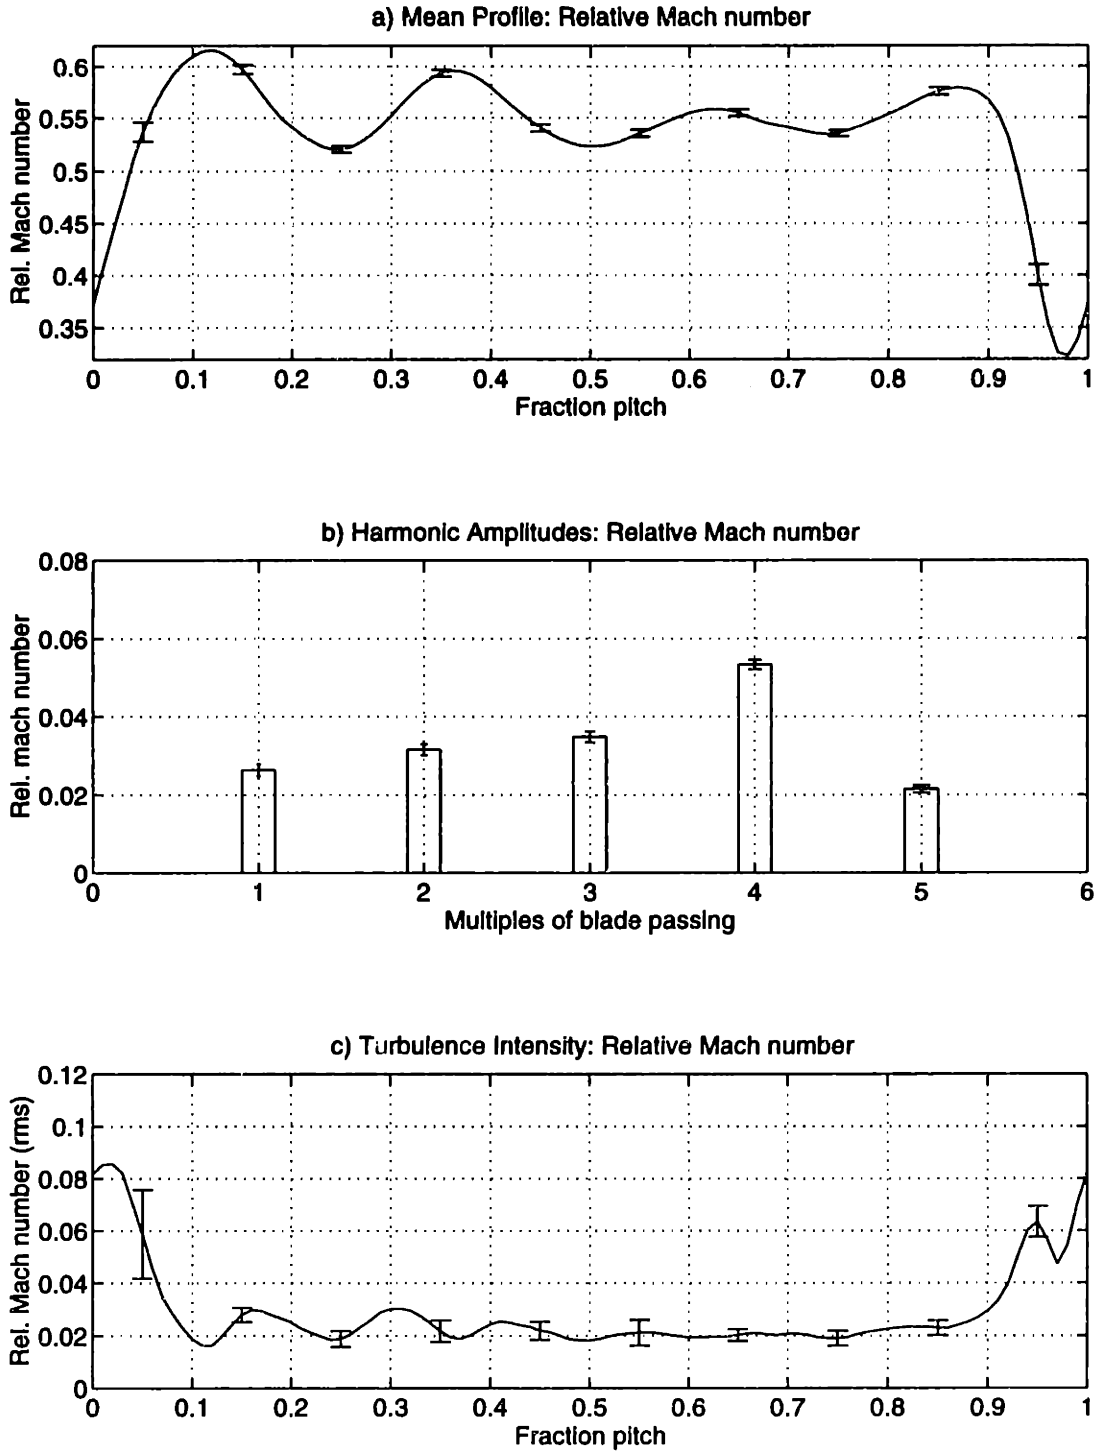 a) Mean Profile: Relative Mach number
Rel. Mach number
0.6
0.55
0.5
0.45
0.4
0.35
0 0.1 0.2 0.3 0.4 0.5 0.6 0.7 0.8 0.9 1
Fraction pitch
b) Harmonic Amplitudes: Relative Mach number
Rel. mach number
0.08
0.06
0.04
0.02
0
0 1 2 3 4 5 6
Multiples of blade passing
c) Turbulence Intensity: Relative Mach number
Rel. Mach number (rms)
0.12
0.1
0.08
0.06
0.04
0.02
0
0 0.1 0.2 0.3 0.4 0.5 0.6 0.7 0.8 0.9 1
Fraction pitch